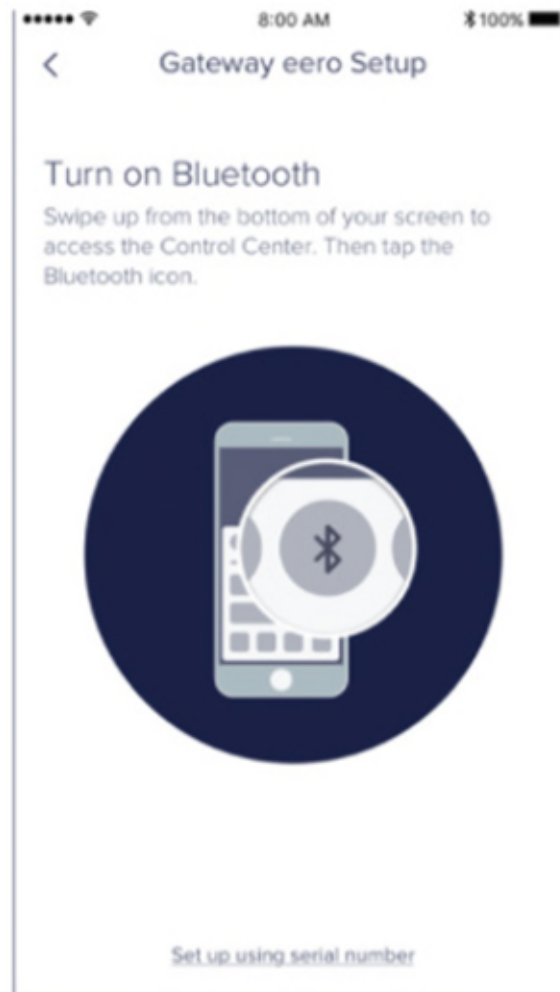 8:00 AM 100%
Gateway eero Setup
Turn on Bluetooth
Swipe up from the bottom of your screen to
access the Control Center. Then tap the
Bluetooth icon.
Set up using serial number